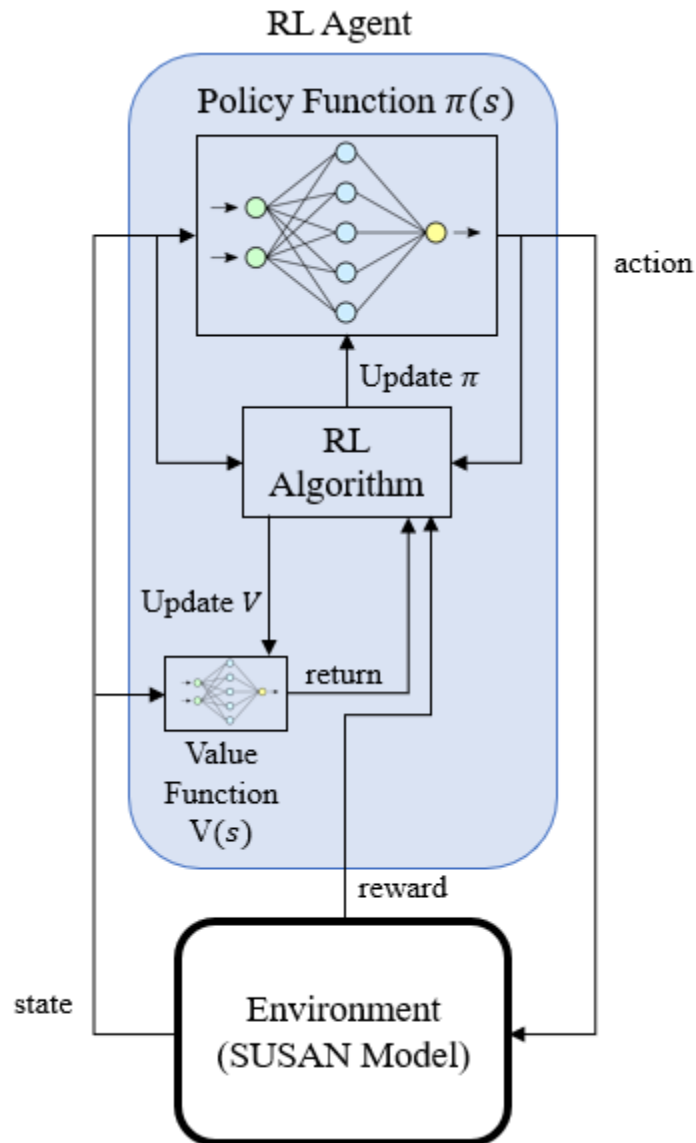 RL Agent
Policy Function π(s)
action
Update π
RL
Algorithm
Update V
return
Value
Function
V(s)
reward
state
Environment
(SUSAN Model)